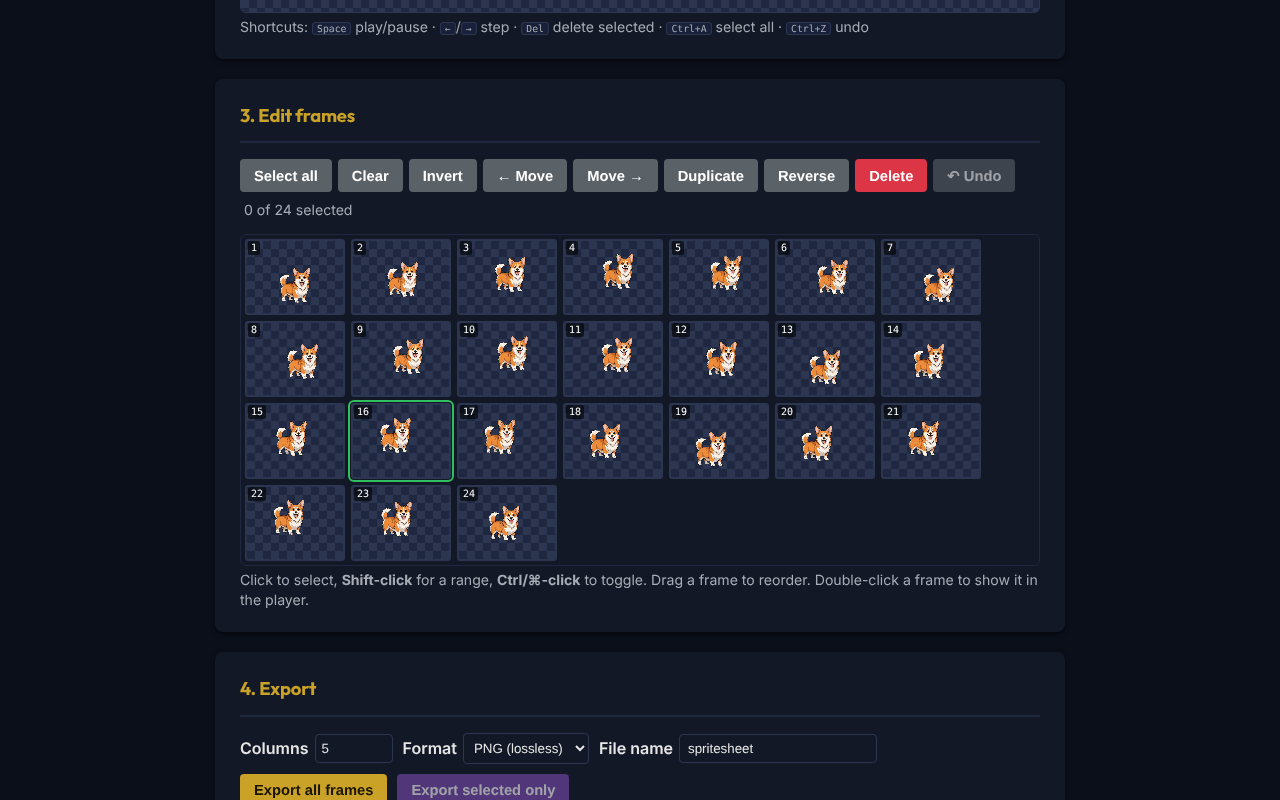 Shortcuts: Space play/pause · ←/→ step · Del delete selected · Ctrl+A select all · Ctrl+Z undo
3. Edit frames
Select all Clear Invert ← Move Move → Duplicate Reverse Delete ↶ Undo
0 of 24 selected
1 2 3 4 5 6 7
8 9 10 11 12 13 14
15 16 17 18 19 20 21
22 23 24
Click to select, Shift-click for a range, Ctrl/⌘-click to toggle. Drag a frame to reorder. Double-click a frame to show it in
the player.
4. Export
Columns 5 Format PNG (lossless) File name spritesheet
Export all frames Export selected only